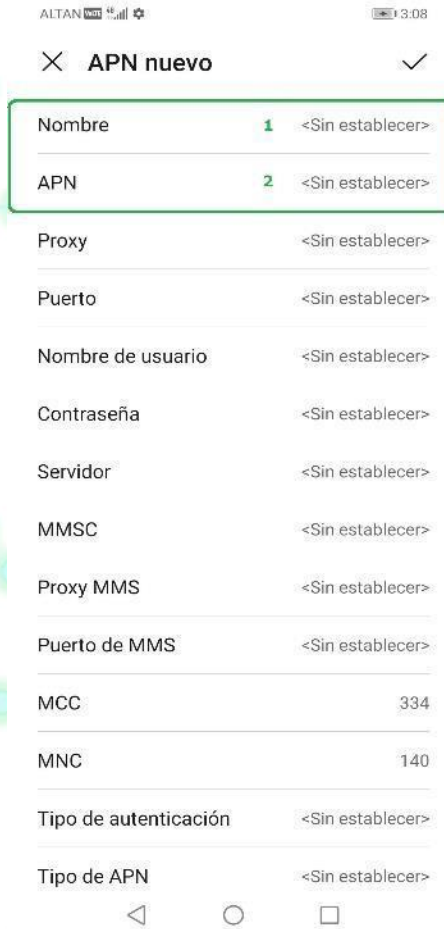 ALTAN VoLTE 4G 3:08
APN nuevo
Nombre 1 <Sin establecer>
APN 2 <Sin establecer>
Proxy <Sin establecer>
Puerto <Sin establecer>
Nombre de usuario <Sin establecer>
Contraseña <Sin establecer>
Servidor <Sin establecer>
MMSC <Sin establecer>
Proxy MMS <Sin establecer>
Puerto de MMS <Sin establecer>
MCC 334
MNC 140
Tipo de autenticación <Sin establecer>
Tipo de APN <Sin establecer>